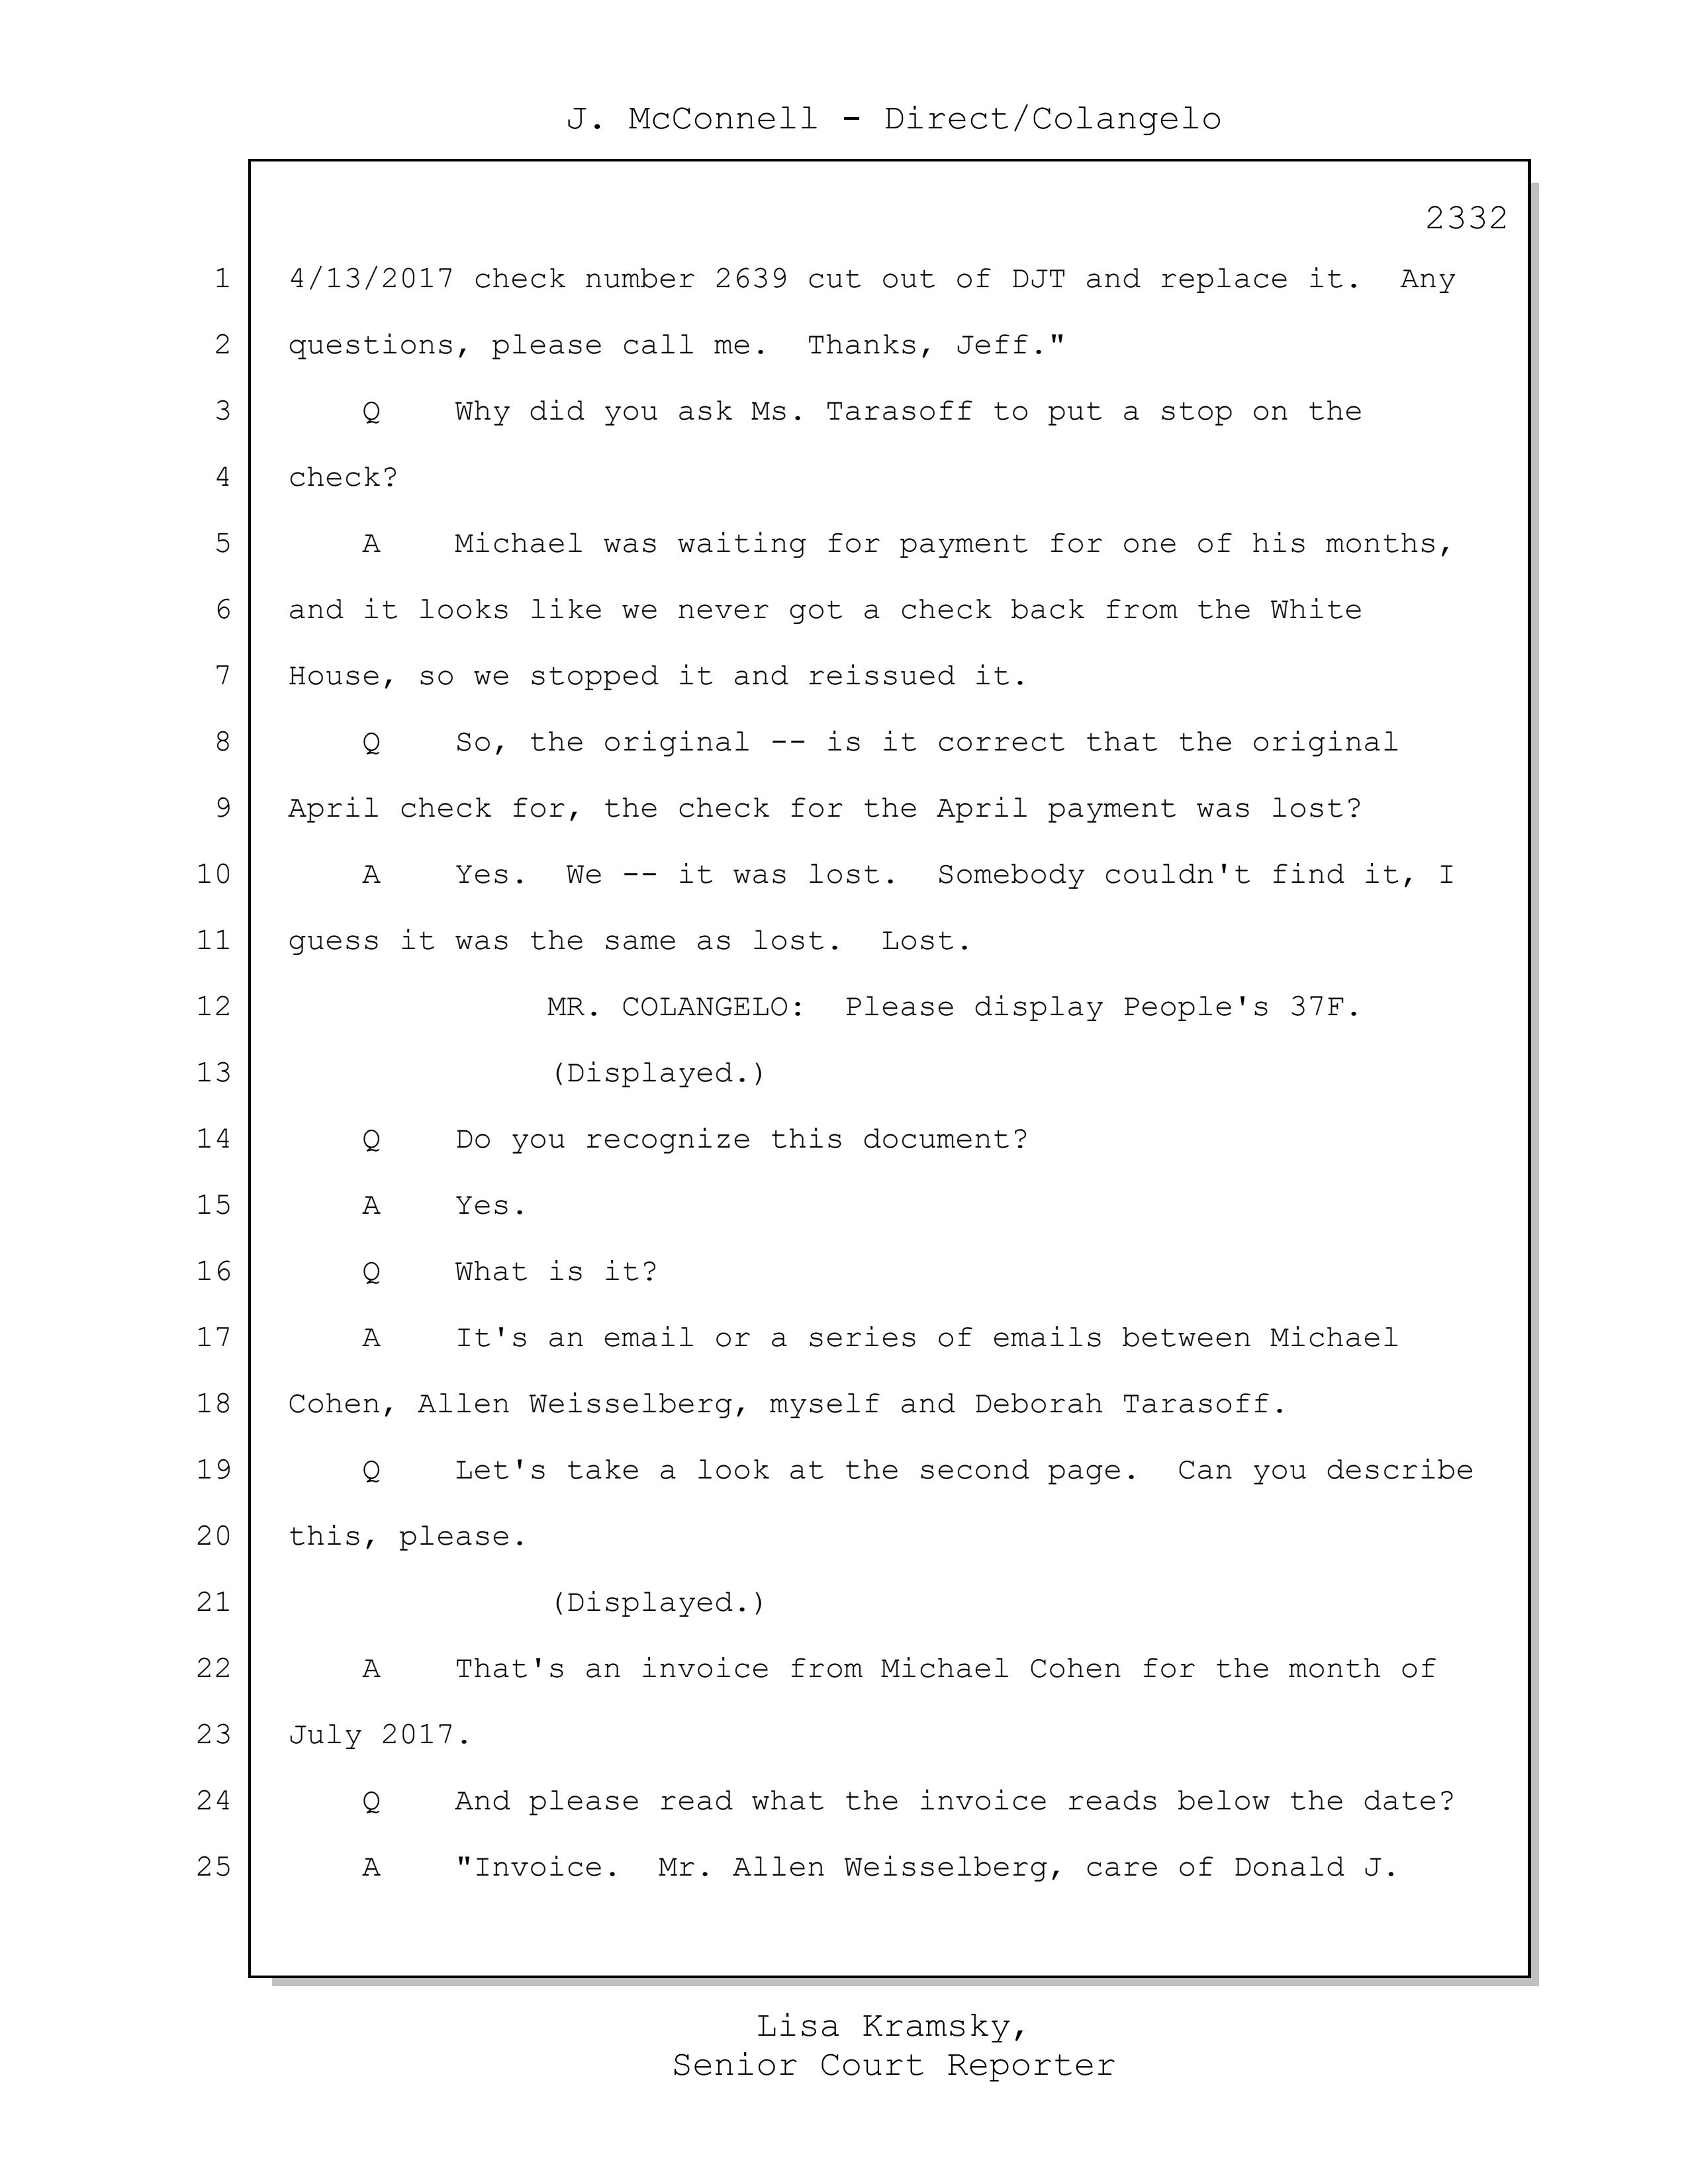 J. McConnell - Direct/Colangelo
2332
1 4/13/2017 check number 2639 cut out of DJT and replace it. Any
2 questions, please call me. Thanks, Jeff."
3 Q Why did you ask Ms. Tarasoff to put a stop on the
4 check?
5 A Michael was waiting for payment for one of his months,
6 and it looks like we never got a check back from the White
7 House, so we stopped it and reissued it.
8 Q So, the original -- is it correct that the original
9 April check for, the check for the April payment was lost?
10 A Yes. We -- it was lost. Somebody couldn't find it, I
11 guess it was the same as lost. Lost.
12 MR. COLANGELO: Please display People's 37F.
13 (Displayed.)
14 Q Do you recognize this document?
15 A Yes.
16 Q What is it?
17 A It's an email or a series of emails between Michael
18 Cohen, Allen Weisselberg, myself and Deborah Tarasoff.
19 Q Let's take a look at the second page. Can you describe
20 this, please.
21 (Displayed.)
22 A That's an invoice from Michael Cohen for the month of
23 July 2017.
24 Q And please read what the invoice reads below the date?
25 A "Invoice. Mr. Allen Weisselberg, care of Donald J.
Lisa Kramsky,
Senior Court Reporter